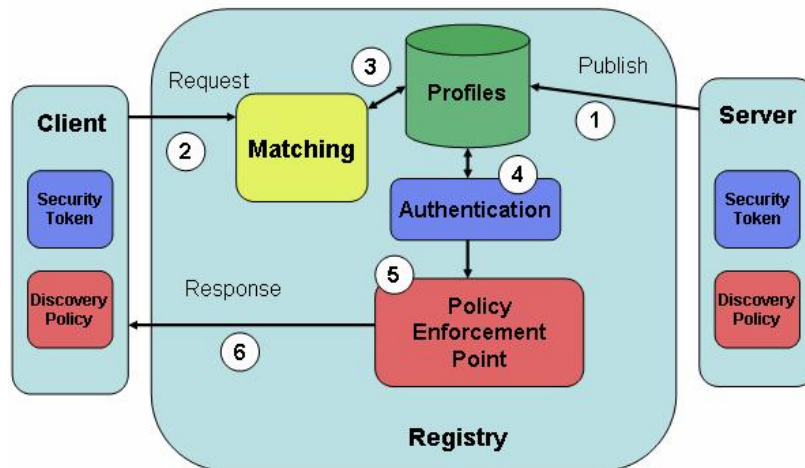 Client
Security
Token
Discovery
Policy
Request
2
Matching
3
Profiles
Publish
1
4
Authentication
5
Policy
Enforcement
Point
Response
6
Registry
Server
Security
Token
Discovery
Policy